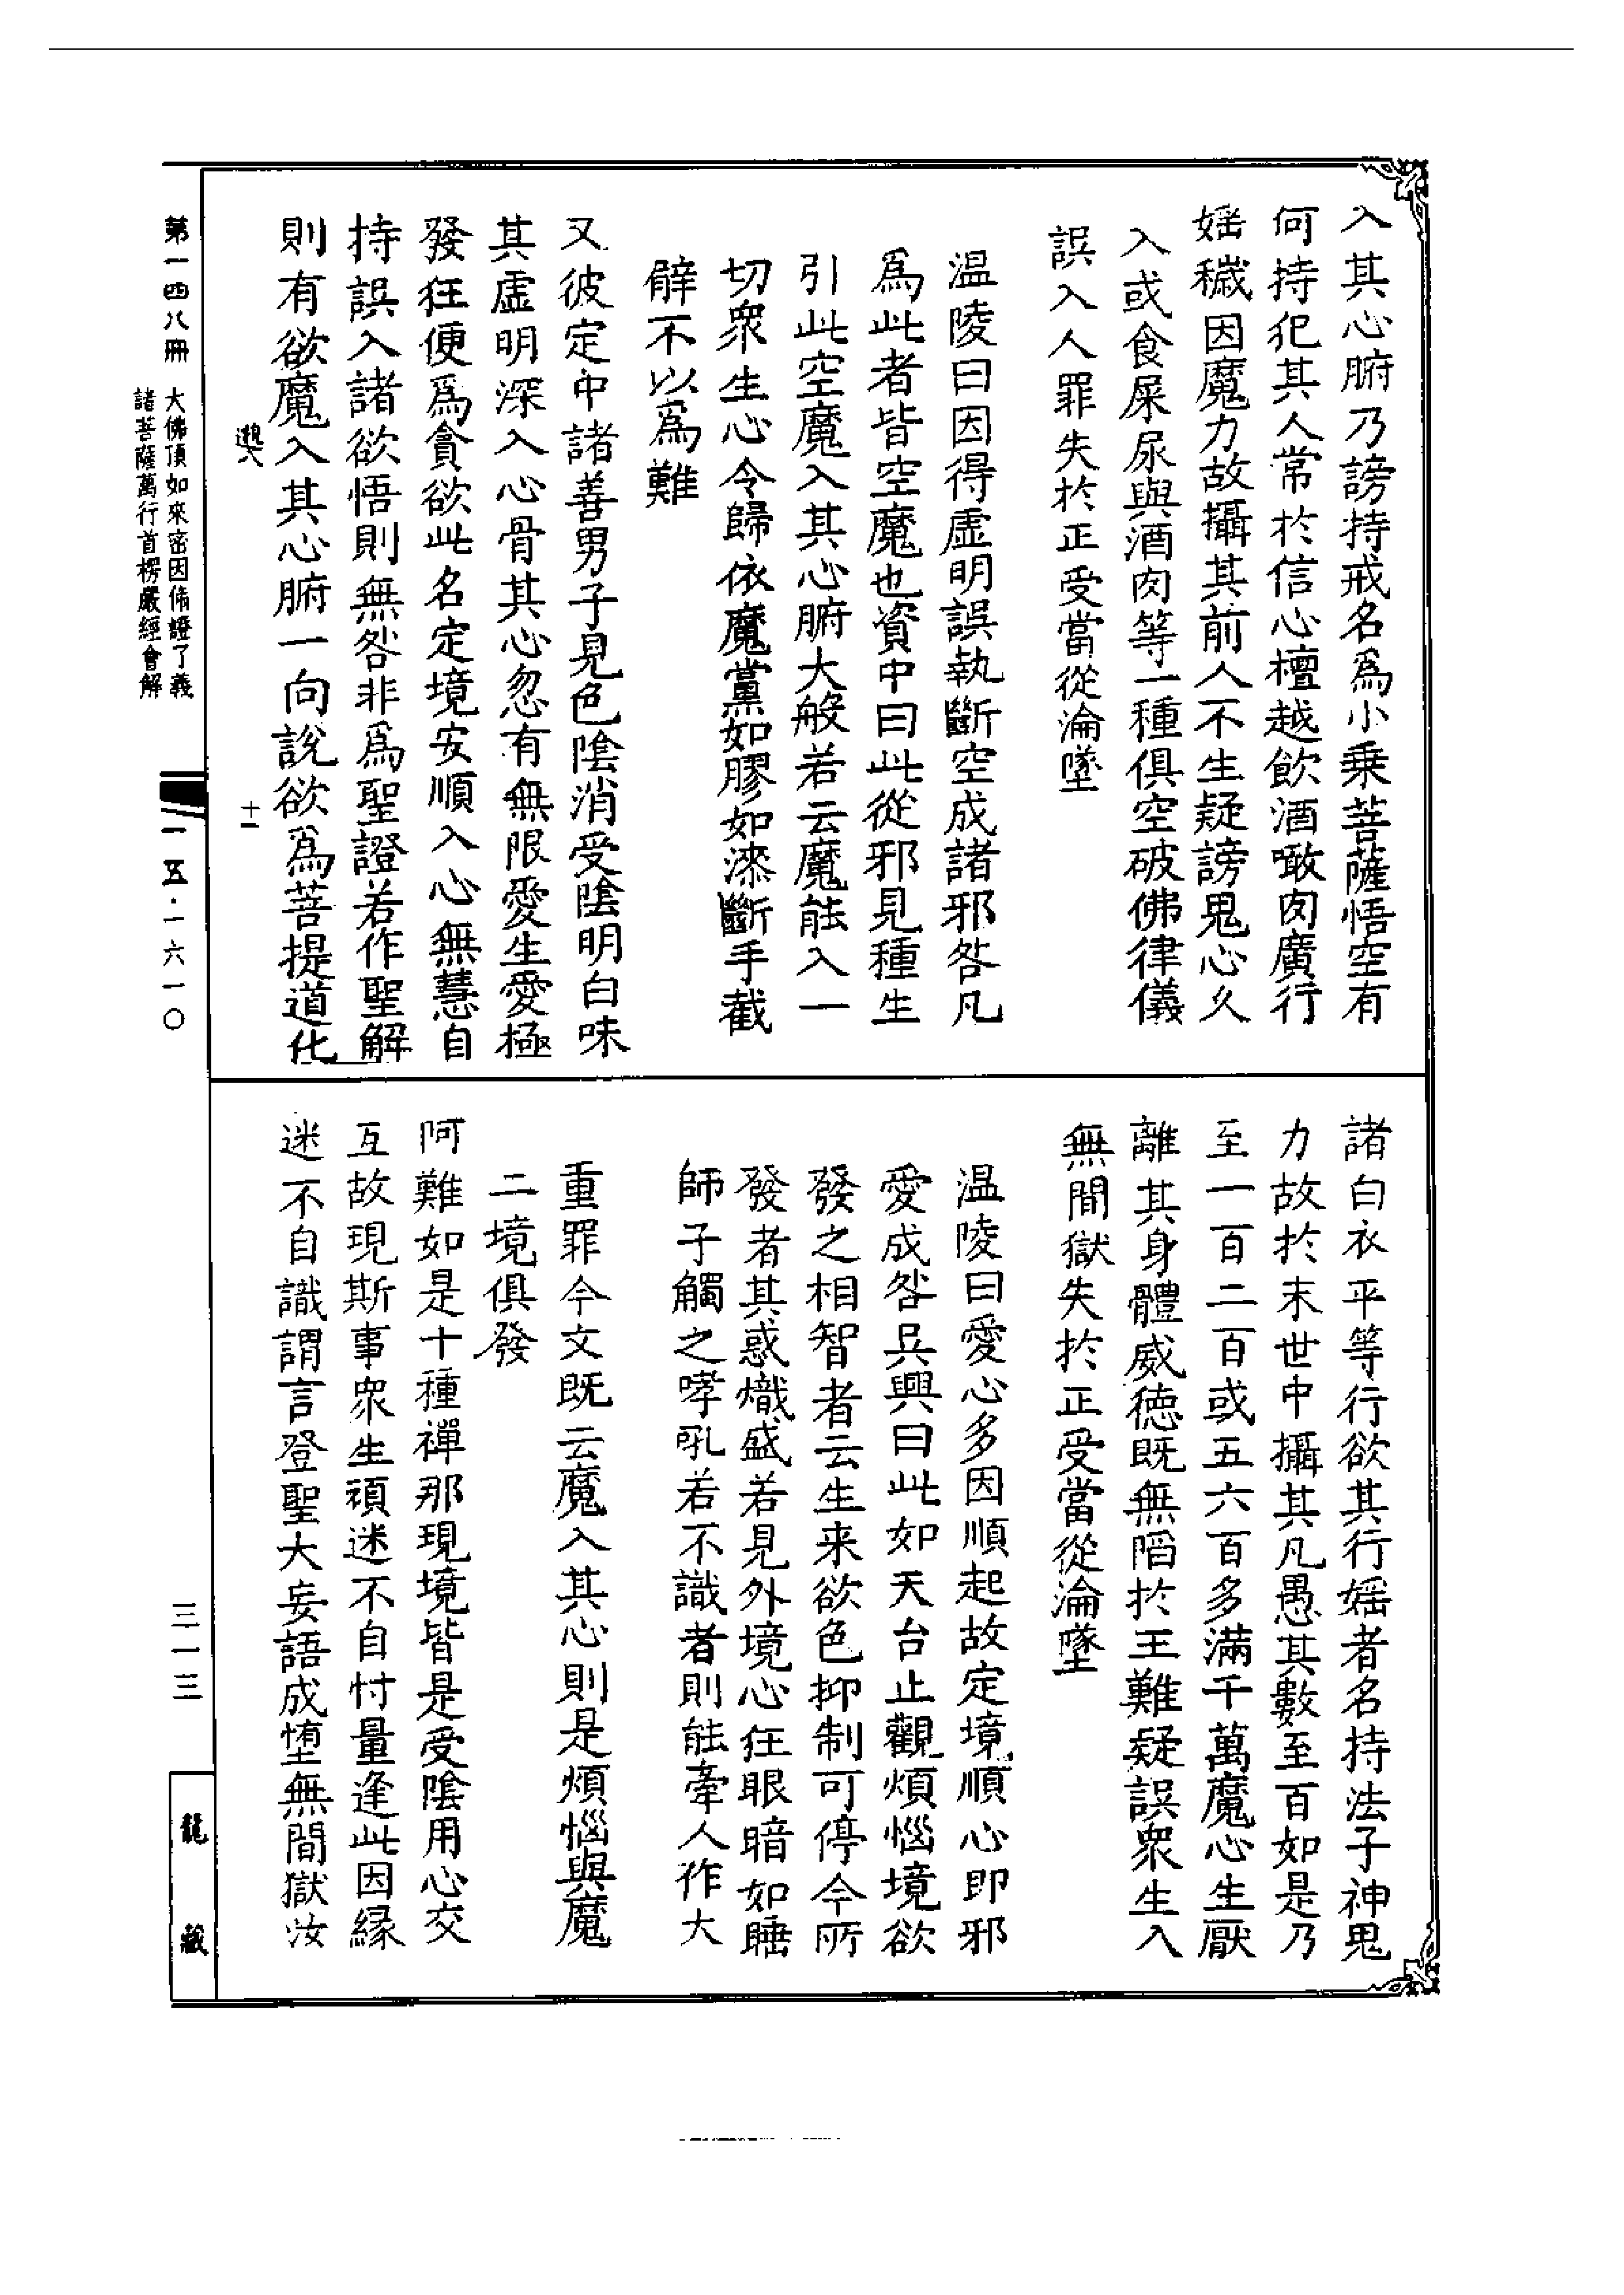 入其心腑乃謗持戒名爲小乗菩薩悟空有
何持犯其人常於信心檀越飲酒噉肉廣行
婬穢因魔力故攝其前人不生疑謗鬼心久
入或食屎尿與酒肉等一種俱空破佛律儀
誤入人罪失於正受當從淪墜
温陵曰因得虛明誤執斷空成諸邪咎凡
爲此者皆空魔也資中曰此從邪見種生
引此空魔入其心腑大般若云魔能入一
切衆生心令歸依魔黨如膠如漆斷手截
臂不以爲難
又彼定中諸善男子見色陰消受陰明白味
其虛明深入心骨其心忽有無限愛生愛極
發狂便爲貪欲此名定境安順入心無慧自
持誤入諸欲悟則無咎非爲聖證若作聖解
則有欲魔入其心腑一向說欲爲菩提道化
十一
諸白衣平等行欲其行婬者名持法子神鬼
力故於末世中攝其凡愚其數至百如是乃
至一百二百或五六百多滿千萬魔心生厭
離其身體威德既無陷於王難疑誤衆生入
無間獄失於正受當從淪墜
温陵曰愛心多因順起故定境順心即邪
愛成咎吳興曰此如天台止觀煩惱境欲
發之相智者云生来欲色抑制可停今所
發者其惑熾盛若見外境心狂眼暗如睡
師子觸之哮吼若不識者則能牽人作大
重罪今文既云魔入其心則是煩惱與魔
二境俱發
阿難如是十種禪那現境皆是受陰用心交
互故現斯事衆生頑迷不自忖量逢此因緣
迷不自識謂言登聖大妄語成墮無間獄汝
第一四八冊
大佛頂如來密因脩證了義
諸菩薩萬行首楞嚴經會解
一五·一六一〇
三一三
龍藏